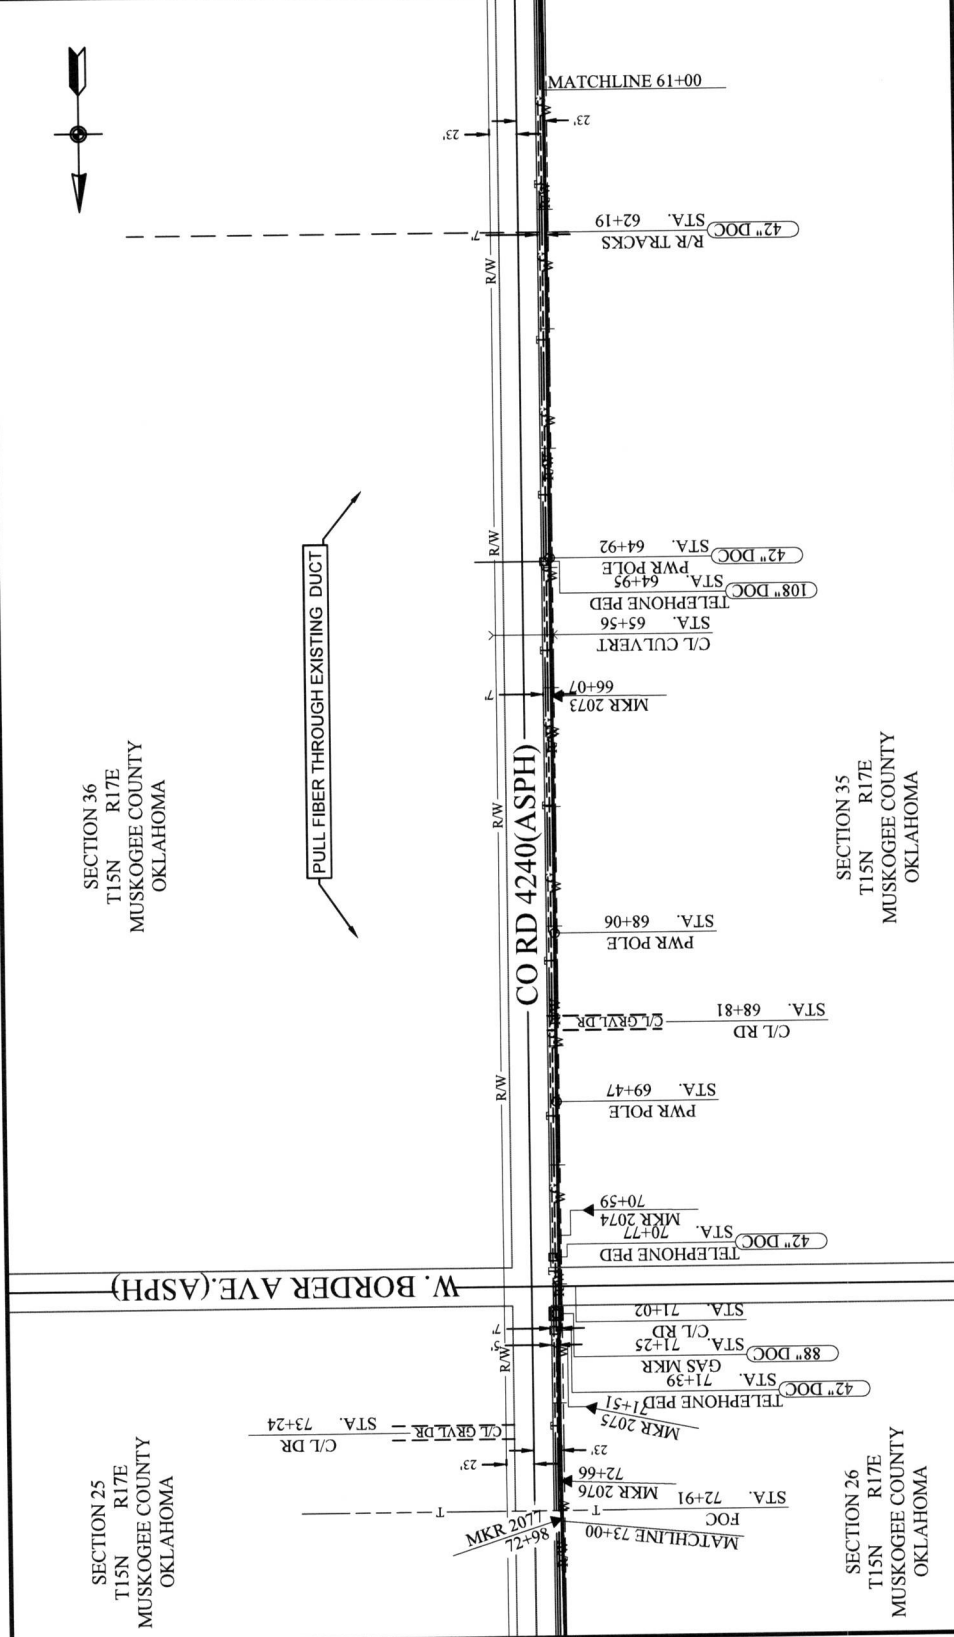 MATCHLINE 61+00
23'
23'
R/R TRACKS
STA. 62+19
42" DOC
7'
R/W
R/W
PWR POLE
STA. 64+92
42" DOC
TELEPHONE PED
STA. 64+95
108" DOC
C/L CULVERT
STA. 65+56
MKR 2073
66+07
7'
PULL FIBER THROUGH EXISTING DUCT
SECTION 36
T15N R17E
MUSKOGEE COUNTY
OKLAHOMA
SECTION 35
T15N R17E
MUSKOGEE COUNTY
OKLAHOMA
R/W
CO RD 4240(ASPH)
PWR POLE
STA. 68+06
C/L RD
STA. 68+81
C/L GRVL DR
R/W
PWR POLE
STA. 69+47
MKR 2074
70+59
TELEPHONE PED
STA. 70+77
42" DOC
W. BORDER AVE.(ASPH)
C/L RD
STA. 71+02
GAS MKR
STA. 71+25
88" DOC
TELEPHONE PED
STA. 71+39
42" DOC
MKR 2075
71+51
7'
5'
R/W
C/L DR
STA. 73+24
C/L GRVL DR
23'
23'
MKR 2076
72+66
FOC
STA. 72+91
T
T
MKR 2077
72+98
MATCHLINE 73+00
SECTION 25
T15N R17E
MUSKOGEE COUNTY
OKLAHOMA
SECTION 26
T15N R17E
MUSKOGEE COUNTY
OKLAHOMA